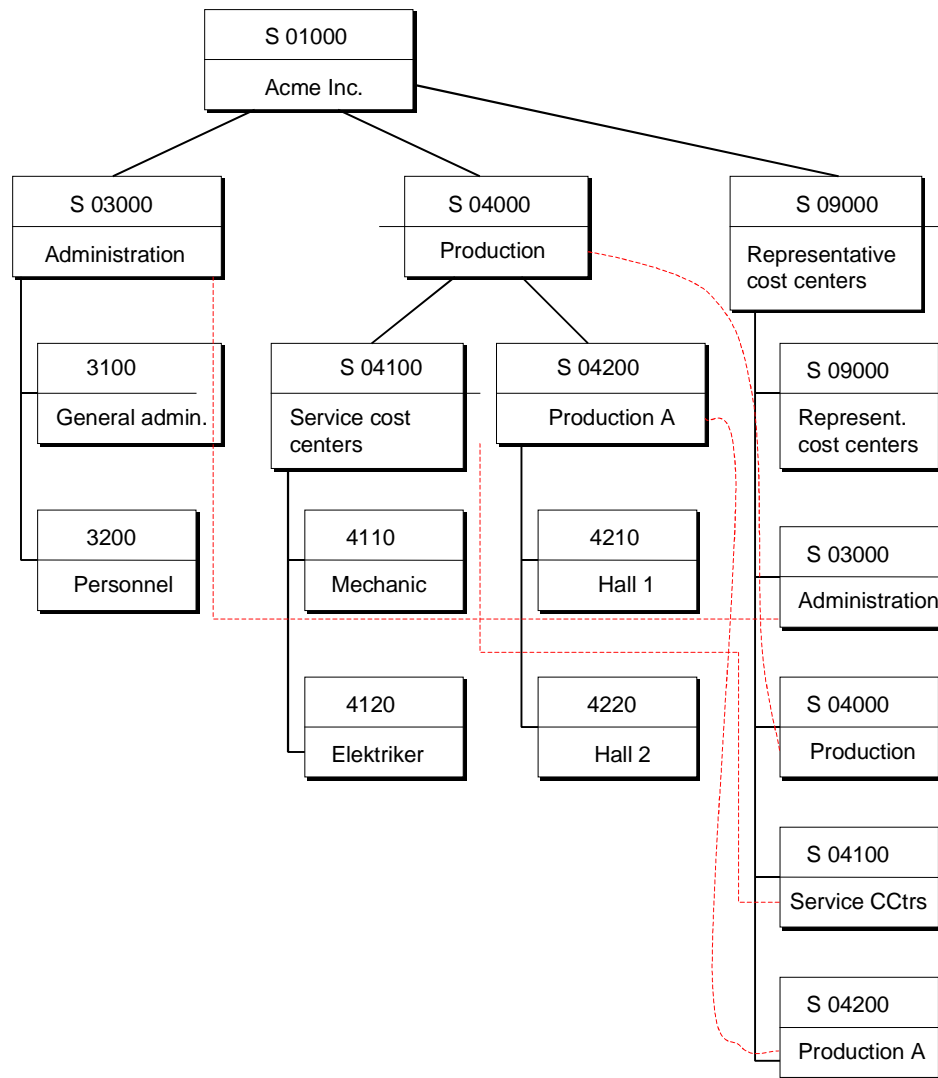 S 01000
Acme Inc.
S 03000
Administration
S 04000
Production
S 09000
Representative
cost centers
3100
General admin.
3200
Personnel
S 04100
Service cost
centers
4110
Mechanic
4120
Elektriker
S 04200
Production A
4210
Hall 1
4220
Hall 2
S 09000
Represent.
cost centers
S 03000
Administration
S 04000
Production
S 04100
Service CCtrs
S 04200
Production A